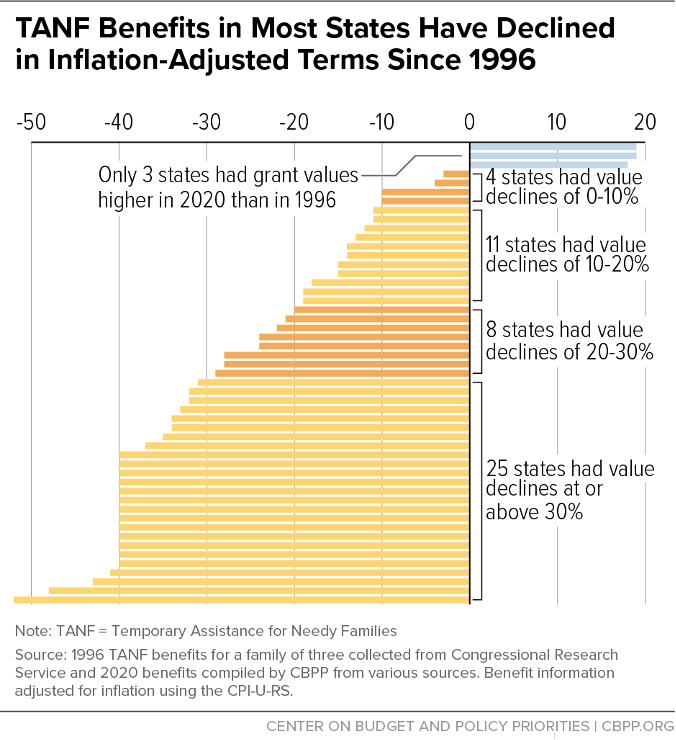 TANF Benefits in Most States Have Declined
in Inflation-Adjusted Terms Since 1996
-50 -40 -30 -20 -10 0 10 20
Only 3 states had grant values
higher in 2020 than in 1996
4 states had value
declines of 0-10%
11 states had value
declines of 10-20%
8 states had value
declines of 20-30%
25 states had value
declines at or
above 30%
Note: TANF = Temporary Assistance for Needy Families
Source: 1996 TANF benefits for a family of three collected from Congressional Research
Service and 2020 benefits compiled by CBPP from various sources. Benefit information
adjusted for inflation using the CPI-U-RS.
CENTER ON BUDGET AND POLICY PRIORITIES | CBPP.ORG